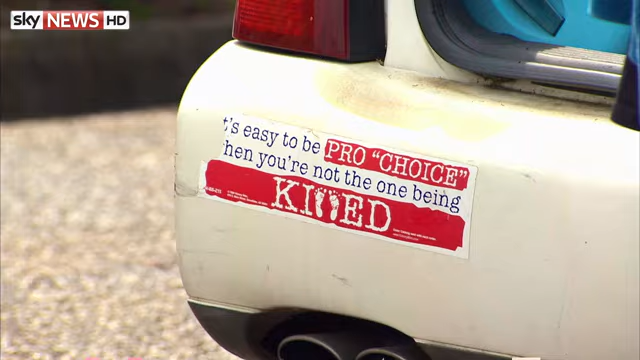 sky NEWS HD
t's easy to be PRO "CHOICE"
hen you're not the one being
KILLED